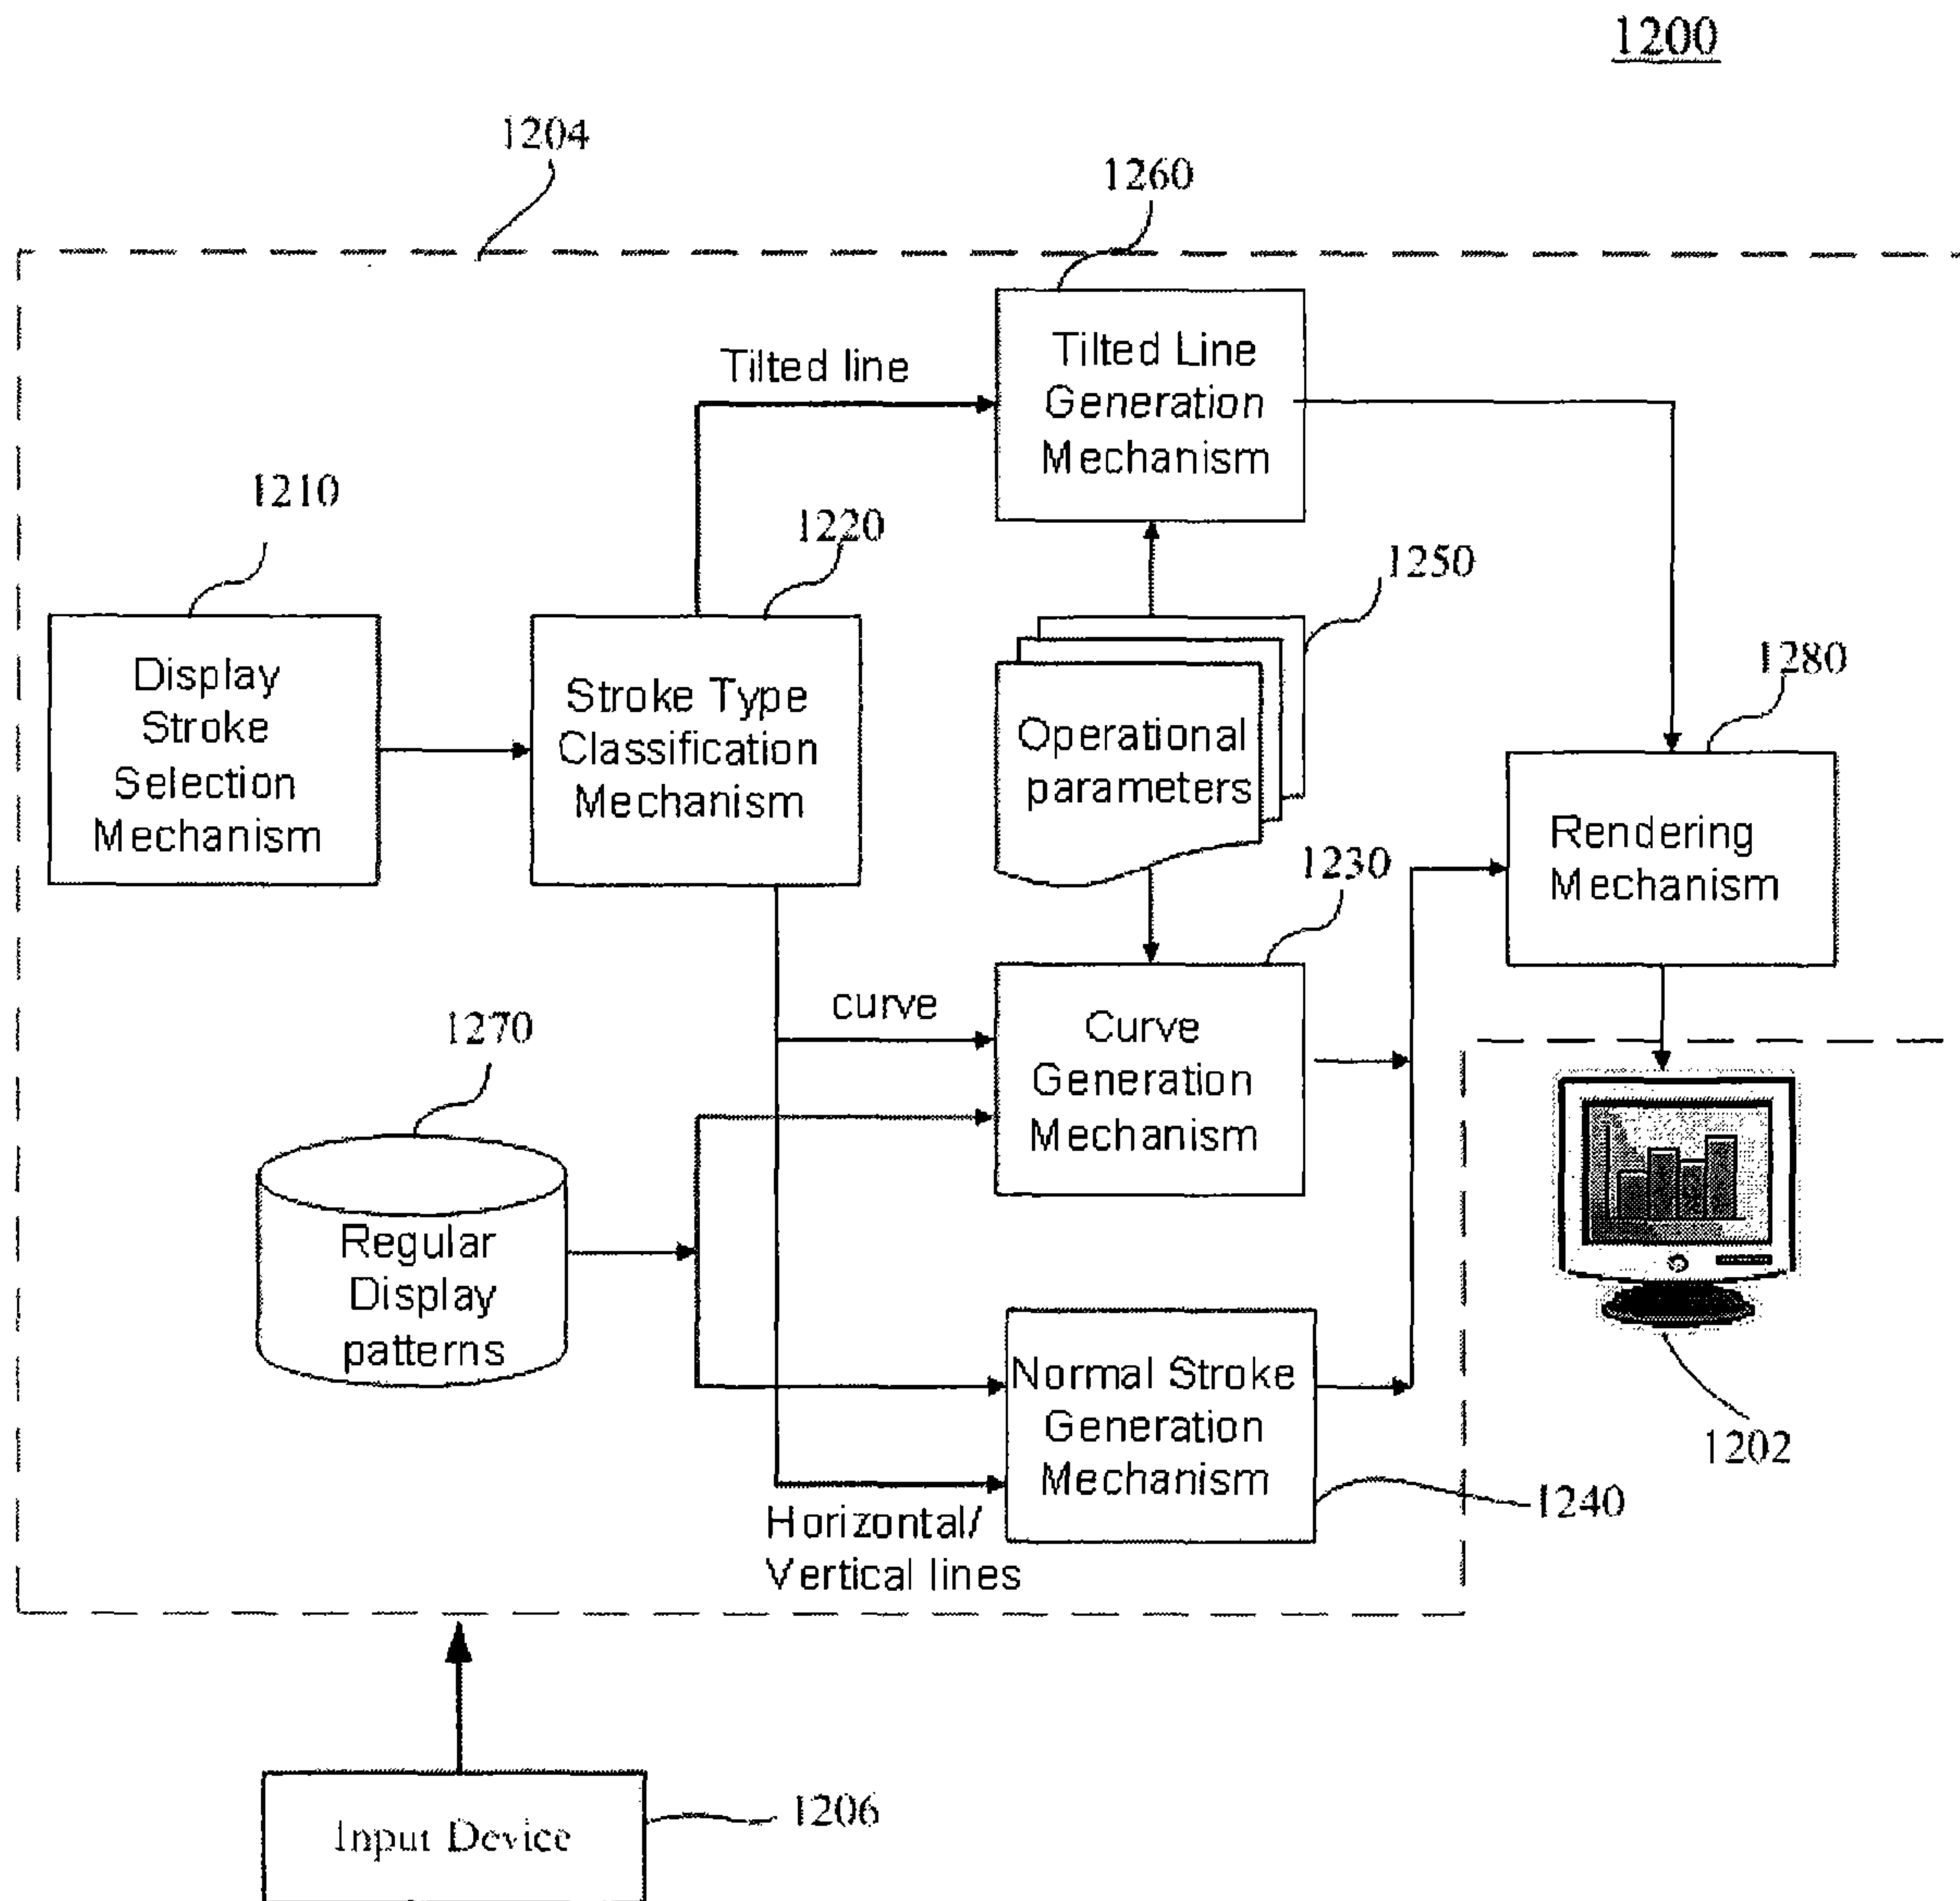 1200
1204
1260
Tilted line
Tilted Line
Generation
Mechanism
1210
1220
1250
Display
Stroke
Selection
Mechanism
Stroke Type
Classification
Mechanism
Operational
parameters
1280
Rendering
Mechanism
1230
curve
Curve
Generation
Mechanism
1270
Regular
Display
patterns
Normal Stroke
Generation
Mechanism
1202
1240
Horizontal/
Vertical lines
Input Device
1206